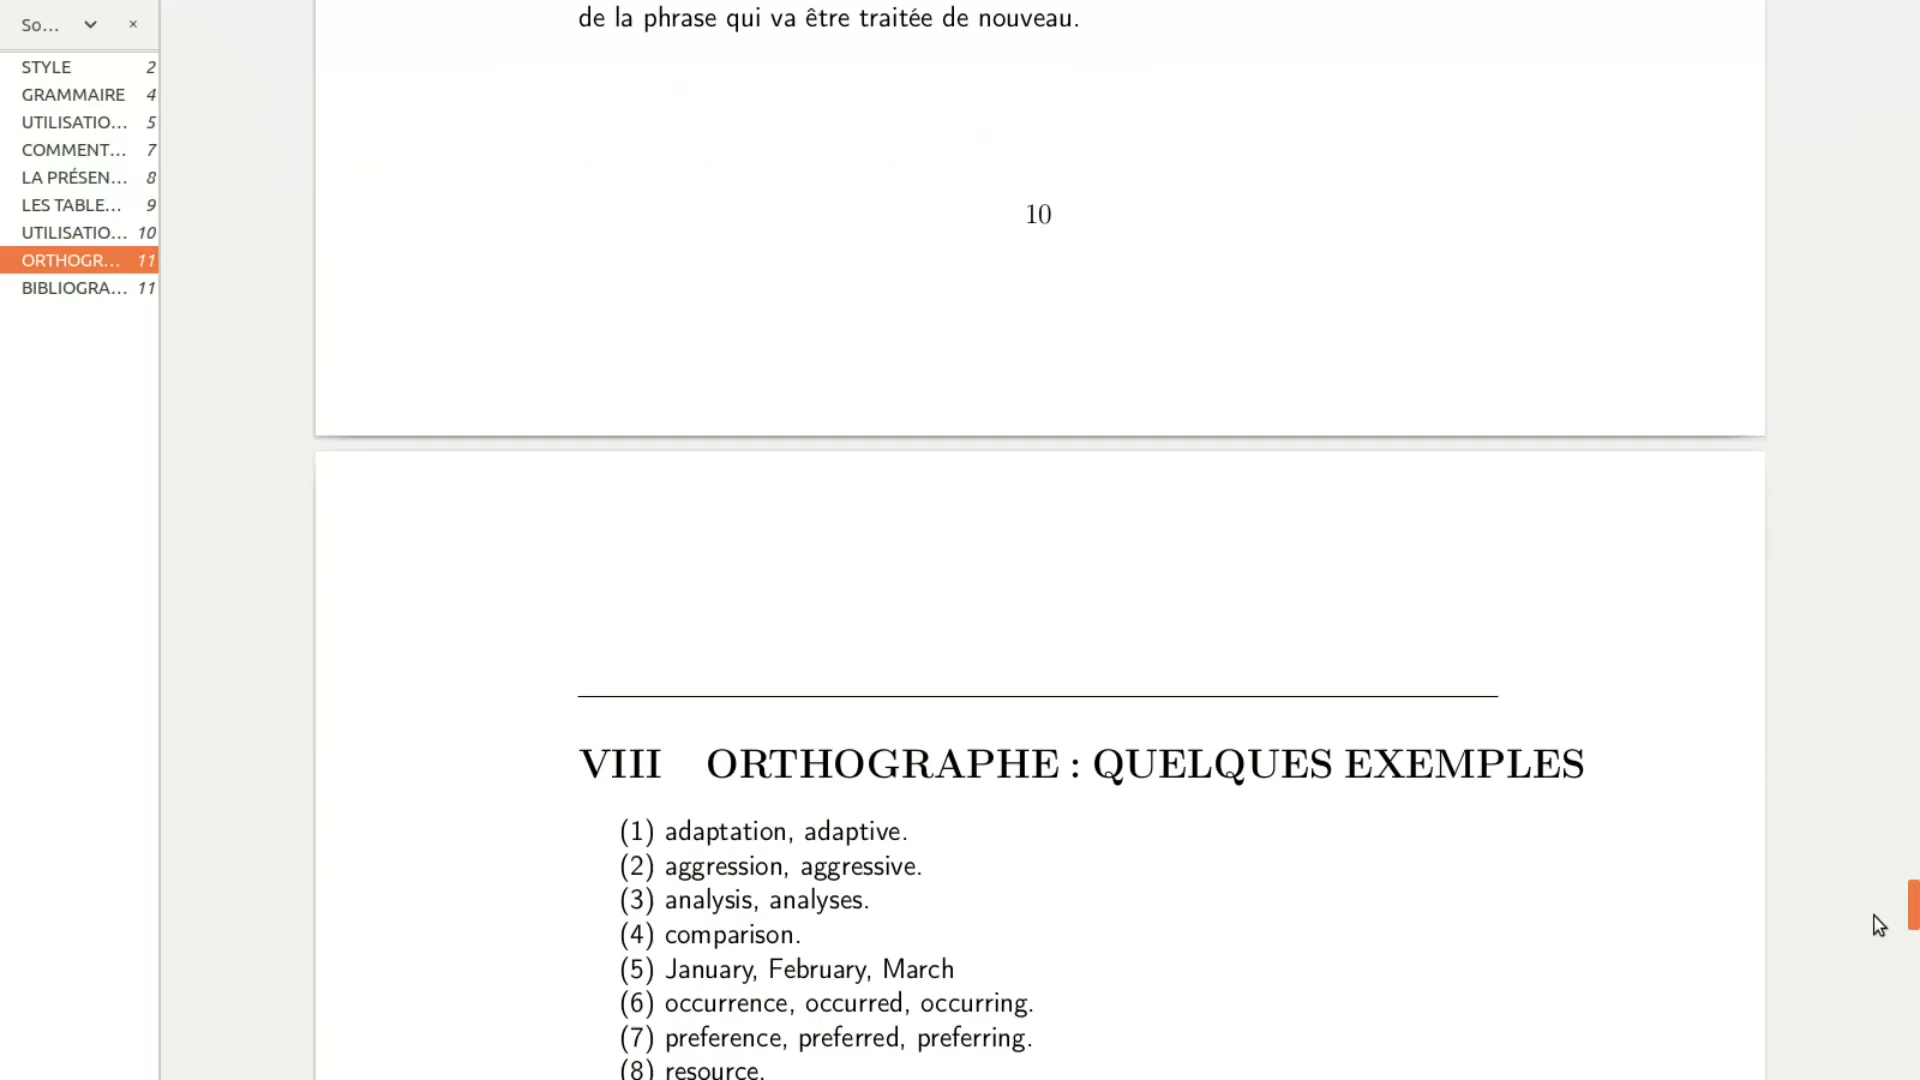 So...
STYLE 2
GRAMMAIRE 4
UTILISATIO... 5
COMMENT... 7
LA PRÉSEN... 8
LES TABLE... 9
UTILISATIO... 10
ORTHOGR... 11
BIBLIOGRA... 11
de la phrase qui va être traitée de nouveau.
10
VIII ORTHOGRAPHE : QUELQUES EXEMPLES
(1) adaptation, adaptive.
(2) aggression, aggressive.
(3) analysis, analyses.
(4) comparison.
(5) January, February, March
(6) occurrence, occurred, occurring.
(7) preference, preferred, preferring.
(8) resource.